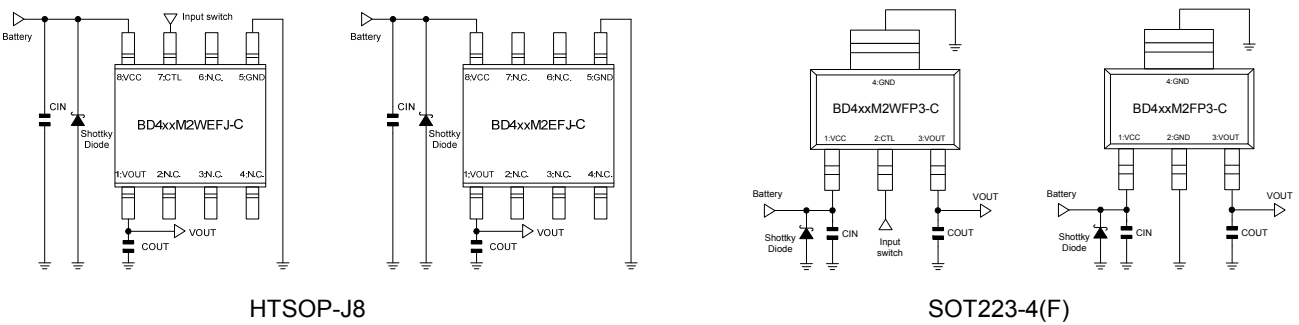 Input switch
Battery
8:VCC 7:CTL 6:N.C. 5:GND
CIN
BD4xxM2WEFJ-C
Shottky
Diode
1:VOUT 2:N.C. 3:N.C. 4:N.C.
VOUT
COUT
Battery
8:VCC 7:N.C. 6:N.C. 5:GND
CIN
BD4xxM2EFJ-C
Shottky
Diode
1:VOUT 2:N.C. 3:N.C. 4:N.C.
VOUT
COUT
HTSOP-J8
4:GND
BD4xxM2WFP3-C
1:VCC 2:CTL 3:VOUT
Battery
VOUT
Shottky
Diode
CIN
Input
switch
COUT
4:GND
BD4xxM2FP3-C
1:VCC 2:GND 3:VOUT
Battery
VOUT
Shottky
Diode
CIN
COUT
SOT223-4(F)